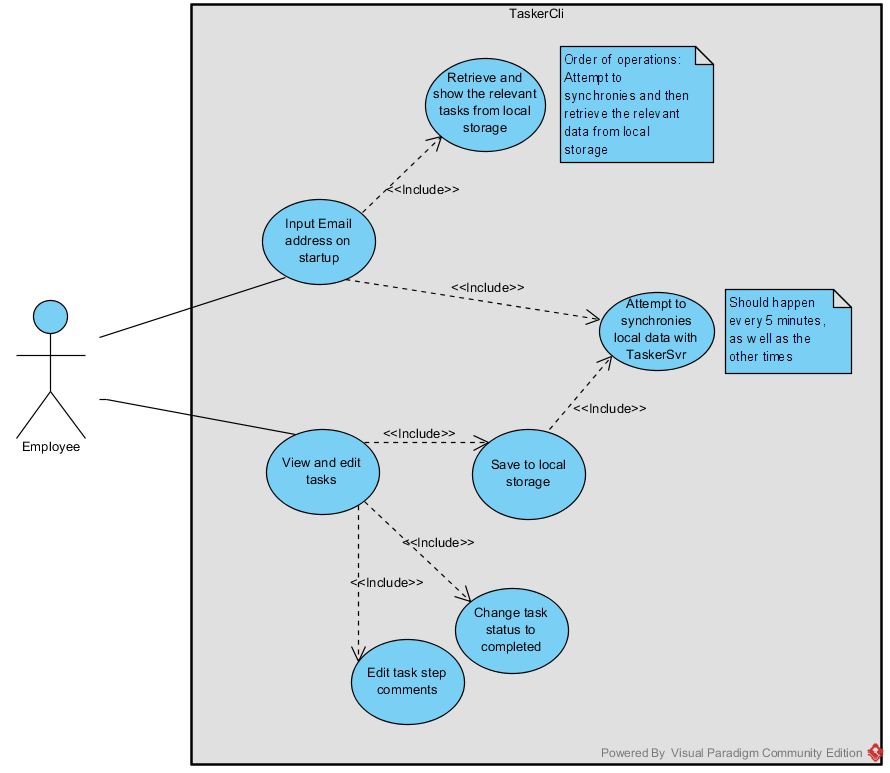 TaskerCli
Retrieve and
show the relevant
tasks from local
storage
Order of operations:
Attempt to
synchronies and then
retrieve the relevant
data from local
storage
<<Include>>
Input Email
address on
startup
<<Include>>
Attempt to
synchronies
local data with
TaskerSvr
Should happen
every 5 minutes,
as well as the
other times
<<Include>>
Employee
<<Include>>
View and edit
tasks
Save to local
storage
<<Include>>
<<Include>>
Change task
status to
completed
Edit task step
comments
Powered By Visual Paradigm Community Edition